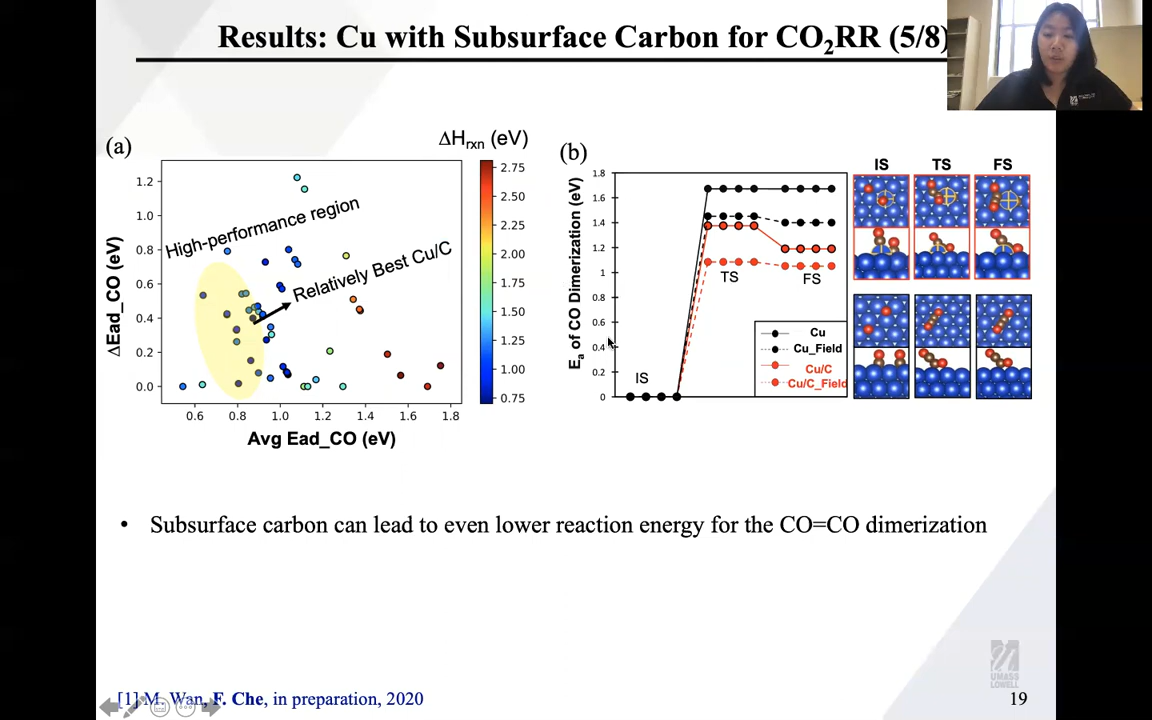 Results: Cu with Subsurface Carbon for CO₂RR (5/8)
(a)
ΔHrxn (eV)
1.2
1.0
0.8
0.6
0.4
0.2
0.0
ΔEad_CO (eV)
High-performance region
Relatively Best Cu/C
0.6 0.8 1.0 1.2 1.4 1.6 1.8
Avg Ead_CO (eV)
2.75
2.50
2.25
2.00
1.75
1.50
1.25
1.00
0.75
(b)
Ea of CO Dimerization (eV)
1.8
1.6
1.4
1.2
1
0.8
0.6
0.4
0.2
0
IS
TS
FS
Cu
Cu_Field
Cu/C
Cu/C_Field
IS TS FS
• Subsurface carbon can lead to even lower reaction energy for the CO=CO dimerization
[1] M. Wan, F. Che, in preparation, 2020
UMASS
LOWELL
19